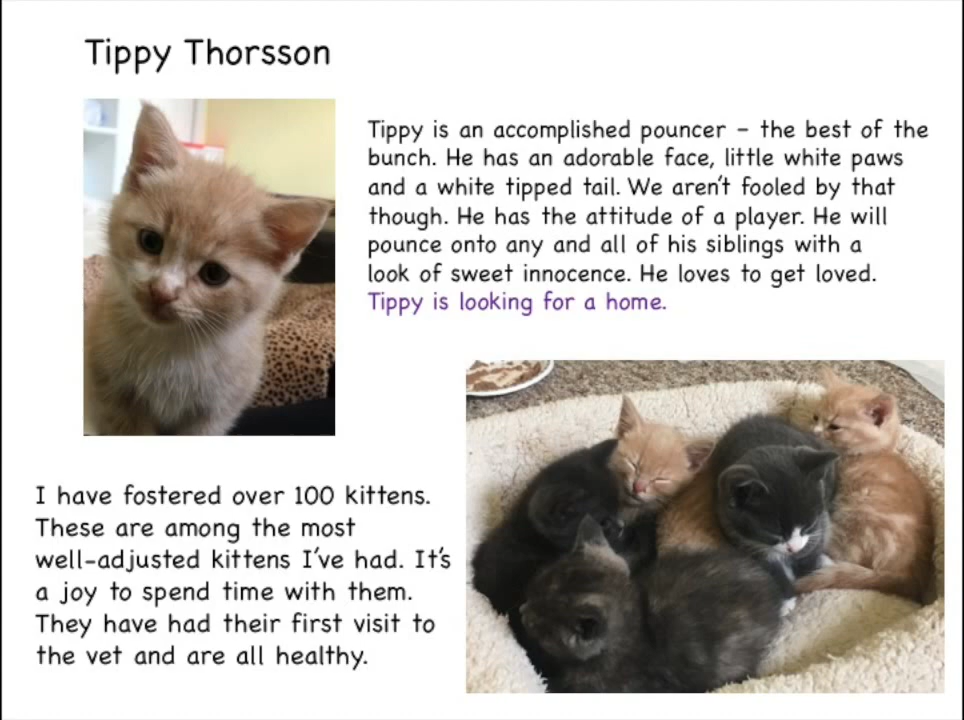 Tippy Thorsson
Tippy is an accomplished pouncer – the best of the
bunch. He has an adorable face, little white paws
and a white tipped tail. We aren't fooled by that
though. He has the attitude of a player. He will
pounce onto any and all of his siblings with a
look of sweet innocence. He loves to get loved.
Tippy is looking for a home.
I have fostered over 100 kittens.
These are among the most
well-adjusted kittens I've had. It's
a joy to spend time with them.
They have had their first visit to
the vet and are all healthy.